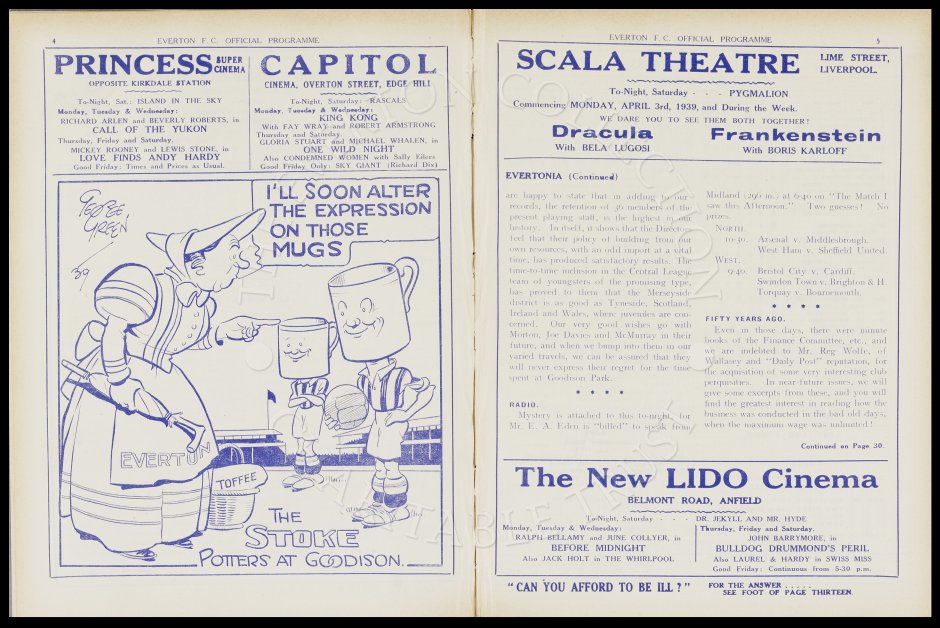 4
EVERTON F. C. OFFICIAL PROGRAMME
PRINCESS SUPER CINEMA
OPPOSITE KIRKDALE STATION
To-Night, Sat.: ISLAND IN THE SKY
Monday, Tuesday & Wednesday:
RICHARD ARLEN and BEVERLY ROBERTS, in
CALL OF THE YUKON
Thursday, Friday and Saturday.
MICKEY ROONEY and LEWIS STONE, in
LOVE FINDS ANDY HARDY
Good Friday: Times and Prices as Usual.
CAPITOL
CINEMA, OVERTON STREET, EDGE HILL
To-Night, Saturday: RASCALS
Monday, Tuesday & Wednesday:
KING KONG
With FAY WRAY and ROBERT ARMSTRONG
Thursday and Saturday.
GLORIA STUART and MICHAEL WHALEN, in
ONE WILD NIGHT
Also CONDEMNED WOMEN with Sally Eilers
Good Friday Only: SKY GIANT (Richard Dix)
GEORGE GREEN
/39
I'LL SOON ALTER
THE EXPRESSION
ON THOSE
MUGS
EVERTON
TOFFEE
THE
STOKE
POTTERS AT GOODISON.
EVERTON F. C. OFFICIAL PROGRAMME
5
SCALA THEATRE
LIME STREET,
LIVERPOOL.
To-Night, Saturday - - - PYGMALION
Commencing MONDAY, APRIL 3rd, 1939, and During the Week.
WE DARE YOU TO SEE THEM BOTH TOGETHER!
Dracula
With BELA LUGOSI
Frankenstein
With BORIS KARLOFF
EVERTONIA (Continued)
are happy to state that in adding to our
records, the retention of 36 members of the
present playing staff, is the highest in our
history. In itself, it shows that the Directors
feel that their policy of building from our
own resources, with an odd import at a vital
time, has produced satisfactory results. The
time-to-time inclusion in the Central League
team of youngsters of the promising type,
has proved to them that the Merseyside
district is as good as Tyneside, Scotland,
Ireland and Wales, where juveniles are con-
cerned. Our very good wishes go with
Morton, Joe Davies and McMurray in their
future, and when we bump into them in our
varied travels, we can be assured that they
will never express their regret for the time
spent at Goodison Park.
* * * *
RADIO.
Mystery is attached to this to-night, for
Mr. E. A. Eden is "billed" to speak from
Midland (296 m.) at 6-40 on "The Match I
saw this Afternoon." Two guesses! No
prizes.
NORTH.
10-30. Arsenal v. Middlesbrough.
West Ham v. Sheffield United.
WEST.
9-40. Bristol City v. Cardiff.
Swindon Town v. Brighton & H.
Torquay v. Bournemouth.
* * * *
FIFTY YEARS AGO.
Even in those days, there were minute
books of the Finance Committee, etc., and
we are indebted to Mr. Reg Wolfe, of
Wallasey and "Daily Post" reputation, for
the acquisition of some very interesting club
perquisities. In near-future issues, we will
give some excerpts from these, and you will
find the greatest interest in reading how the
business was conducted in the bad old days,
when the maximum wage was unlimited!
Continued on Page 30.
The New LIDO Cinema
BELMONT ROAD, ANFIELD
To-Night, Saturday - - - - DR. JEKYLL AND MR. HYDE
Monday, Tuesday & Wednesday:
RALPH BELLAMY and JUNE COLLYER, in
BEFORE MIDNIGHT
Also JACK HOLT in THE WHIRLPOOL
Thursday, Friday and Saturday.
JOHN BARRYMORE, in
BULLDOG DRUMMOND'S PERIL
Also LAUREL & HARDY in SWISS MISS
Good Friday: Continuous from 5-30 p.m.
"CAN YOU AFFORD TO BE ILL?"
FOR THE ANSWER .....
SEE FOOT OF PAGE THIRTEEN.